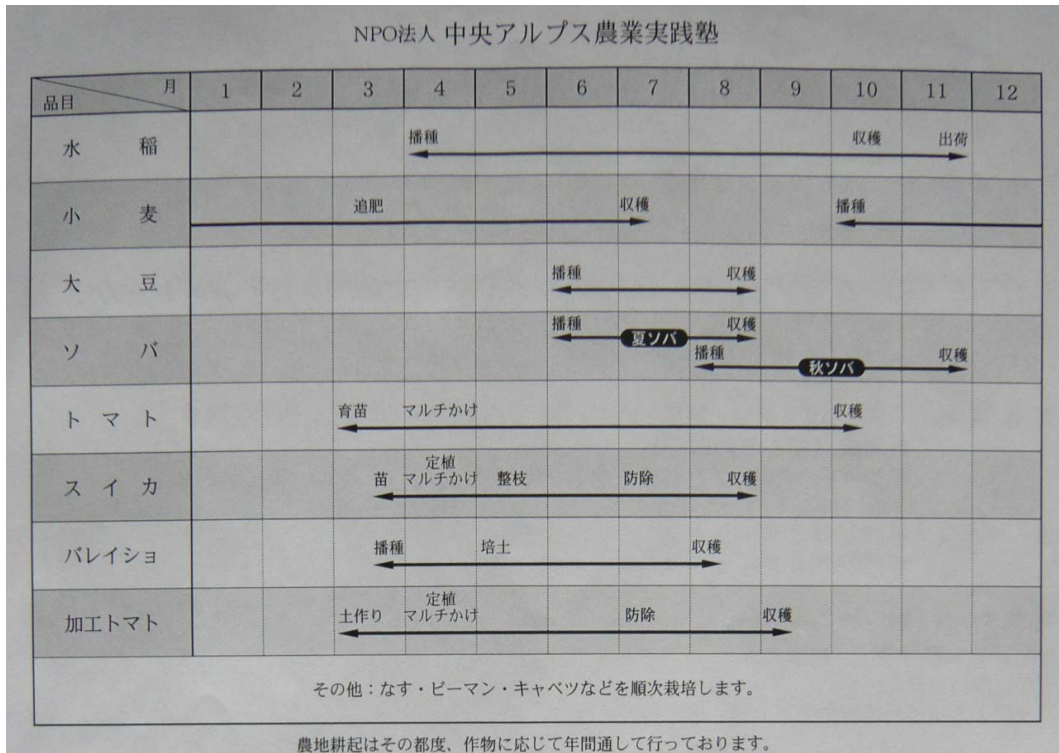 NPO法人 中央アルプス農業実践塾
月
品目
1 2 3 4 5 6 7 8 9 10 11 12
水稲 播種 収穫 出荷
小麦 追肥 収穫 播種
大豆 播種 収穫
ソバ 播種 夏ソバ 収穫
播種 秋ソバ 収穫
トマト 育苗 マルチかけ 収穫
定植
スイカ 苗 マルチかけ 整枝 防除 収穫
バレイショ 播種 培土 収穫
定植
加工トマト 土作り マルチかけ 防除 収穫
その他：なす・ピーマン・キャベツなどを順次栽培します。
農地耕起はその都度、作物に応じて年間通して行っております。